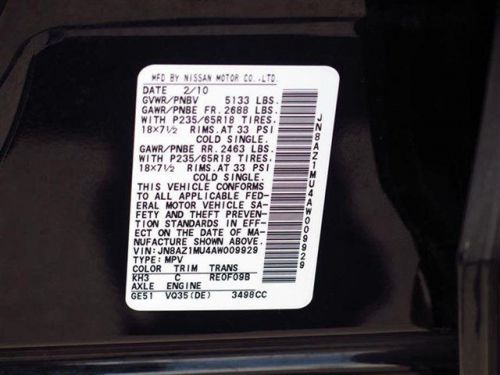 MFD BY NISSAN MOTOR CO.,LTD.
DATE 2/10
GVWR/PNBV 5133 LBS.
GAWR/PNBE FR. 2688 LBS.
WITH P235/65R18 TIRES.
18×7½ RIMS.AT 33 PSI
COLD SINGLE.
GAWR/PNBE RR. 2463 LBS.
WITH P235/65R18 TIRES.
18×7½ RIMS.AT 33 PSI
COLD SINGLE.
THIS VEHICLE CONFORMS
TO ALL APPLICABLE FED-
ERAL MOTOR VEHICLE SA-
FETY AND THEFT PREVEN-
TION STANDARDS IN EFF-
ECT ON THE DATE OF MA-
NUFACTURE SHOWN ABOVE.
VIN:JN8AZ1MU4AW009929
TYPE:MPV
COLOR TRIM TRANS
KH3 C RE0F09B
AXLE ENGINE
GE51 VQ35(DE) 3498CC
JN8AZ1MU4AW009929